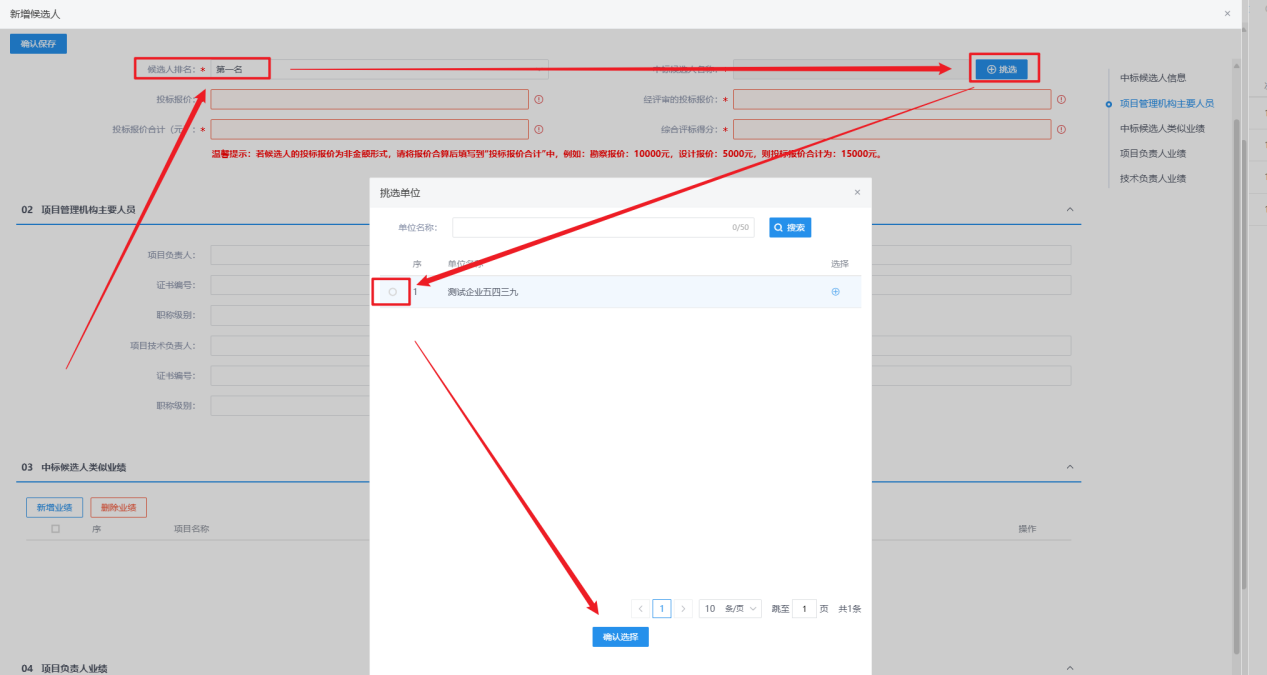 新增候选人
确认保存
候选人排名： * 第一名
中标候选人名称： *
挑选
投标报价： *
经评审的投标报价： *
投标报价合计（元）： *
综合评标得分： *
温馨提示：若候选人的投标报价为非金额形式，请将报价合算后填写到"投标报价合计"中，例如：勘察报价：10000元，设计报价：5000元，则投标报价合计为：15000元。
中标候选人信息
项目管理机构主要人员
中标候选人类似业绩
项目负责人业绩
技术负责人业绩
02 项目管理机构主要人员
项目负责人：
证书编号：
职称级别：
项目技术负责人：
证书编号：
职称级别：
挑选单位
单位名称：
0/50
搜索
序 单位名称 选择
1 测试企业五四三九
1 10 条/页 跳至 1 页 共1条
确认选择
03 中标候选人类似业绩
新增业绩 删除业绩
序 项目名称 操作
04 项目负责人业绩